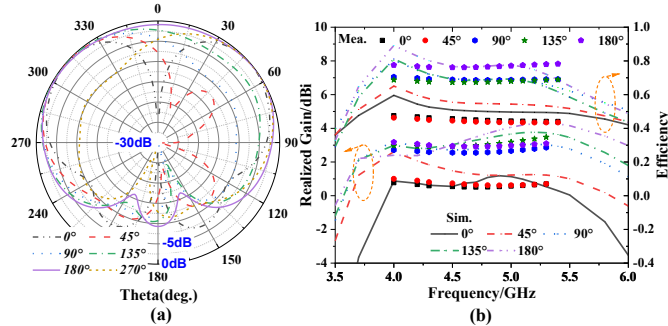 (a)
0
30
60
90
120
150
180
240
270
300
330
-30dB
-5dB
0dB
0° 45°
90° 135°
180° 270°
Theta(deg.)
(a)
(b)
Mea. 0° 45° 90° 135° 180°
Realized Gain/dBi
10
8
6
4
2
0
-2
-4
Efficiency
1.0
0.8
0.6
0.4
0.2
0.0
-0.2
-0.4
Sim.
0° 45° 90°
135° 180°
3.5 4.0 4.5 5.0 5.5 6.0
Frequency/GHz
(b)